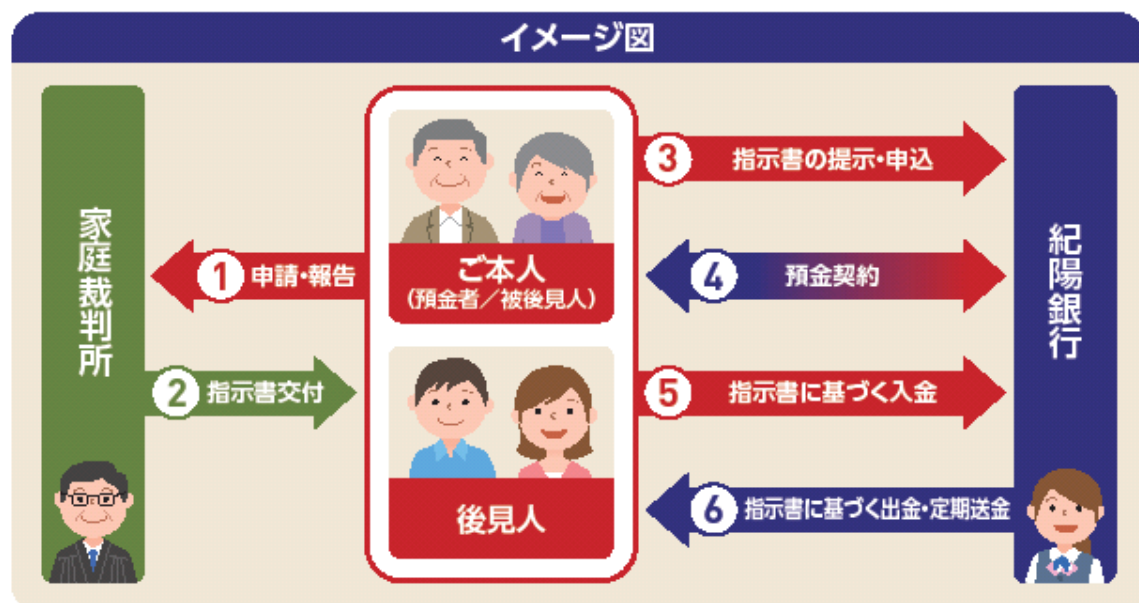 イメージ図
家庭裁判所
1 申請・報告
2 指示書交付
ご本人
(預金者／被後見人)
後見人
3 指示書の提示・申込
4 預金契約
5 指示書に基づく入金
6 指示書に基づく出金・定期送金
紀陽銀行